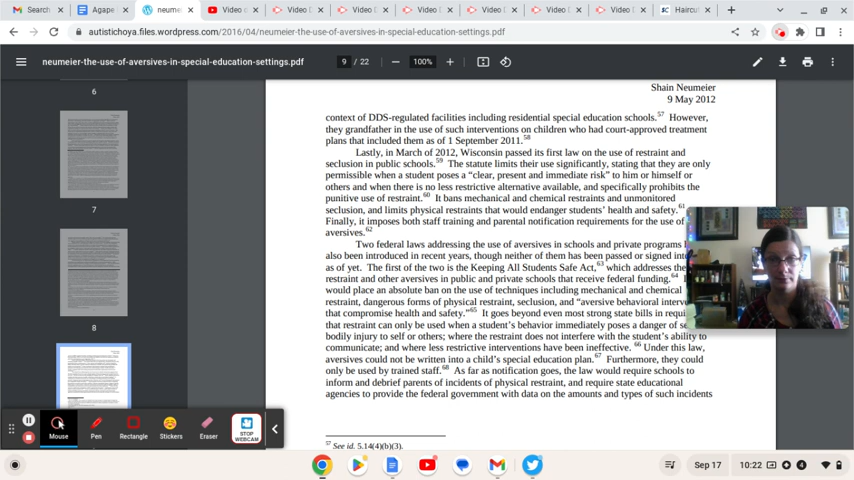 Search
Agape
neume
Video o
Video D
Video C
Video D
Video C
Video D
Video D
Haircut
autistichoya.files.wordpress.com/2016/04/neumeier-the-use-of-aversives-in-special-education-settings.pdf
neumeier-the-use-of-aversives-in-special-education-settings.pdf
9 / 22
100%
6
7
8
Shain Neumeier
9 May 2012
context of DDS-regulated facilities including residential special education schools.57 However,
they grandfather in the use of such interventions on children who had court-approved treatment
plans that included them as of 1 September 2011.58
Lastly, in March of 2012, Wisconsin passed its first law on the use of restraint and
seclusion in public schools.59 The statute limits their use significantly, stating that they are only
permissible when a student poses a “clear, present and immediate risk” to him or himself or
others and when there is no less restrictive alternative available, and specifically prohibits the
punitive use of restraint.60 It bans mechanical and chemical restraints and unmonitored
seclusion, and limits physical restraints that would endanger students’ health and safety.61
Finally, it imposes both staff training and parental notification requirements for the use of
aversives.62
Two federal laws addressing the use of aversives in schools and private programs
also been introduced in recent years, though neither of them has been passed or signed int
as of yet. The first of the two is the Keeping All Students Safe Act,63 which addresses the
restraint and other aversives in public and private schools that receive federal funding.64
would place an absolute ban on the use of techniques including mechanical and chemical
restraint, dangerous forms of physical restraint, seclusion, and “aversive behavioral interv
that compromise health and safety.”65 It goes beyond even most strong state bills in requir
that restraint can only be used when a student’s behavior immediately poses a danger of se
bodily injury to self or others; where the restraint does not interfere with the student’s ability to
communicate; and where less restrictive interventions have been ineffective. 66 Under this law,
aversives could not be written into a child’s special education plan.67 Furthermore, they could
only be used by trained staff.68 As far as notification goes, the law would require schools to
inform and debrief parents of incidents of physical restraint, and require state educational
agencies to provide the federal government with data on the amounts and types of such incidents
57 See id. 5.14(4)(b)(3).
Mouse
Pen
Rectangle
Stickers
Eraser
STOP
WEBCAM
Sep 17
10:22
4